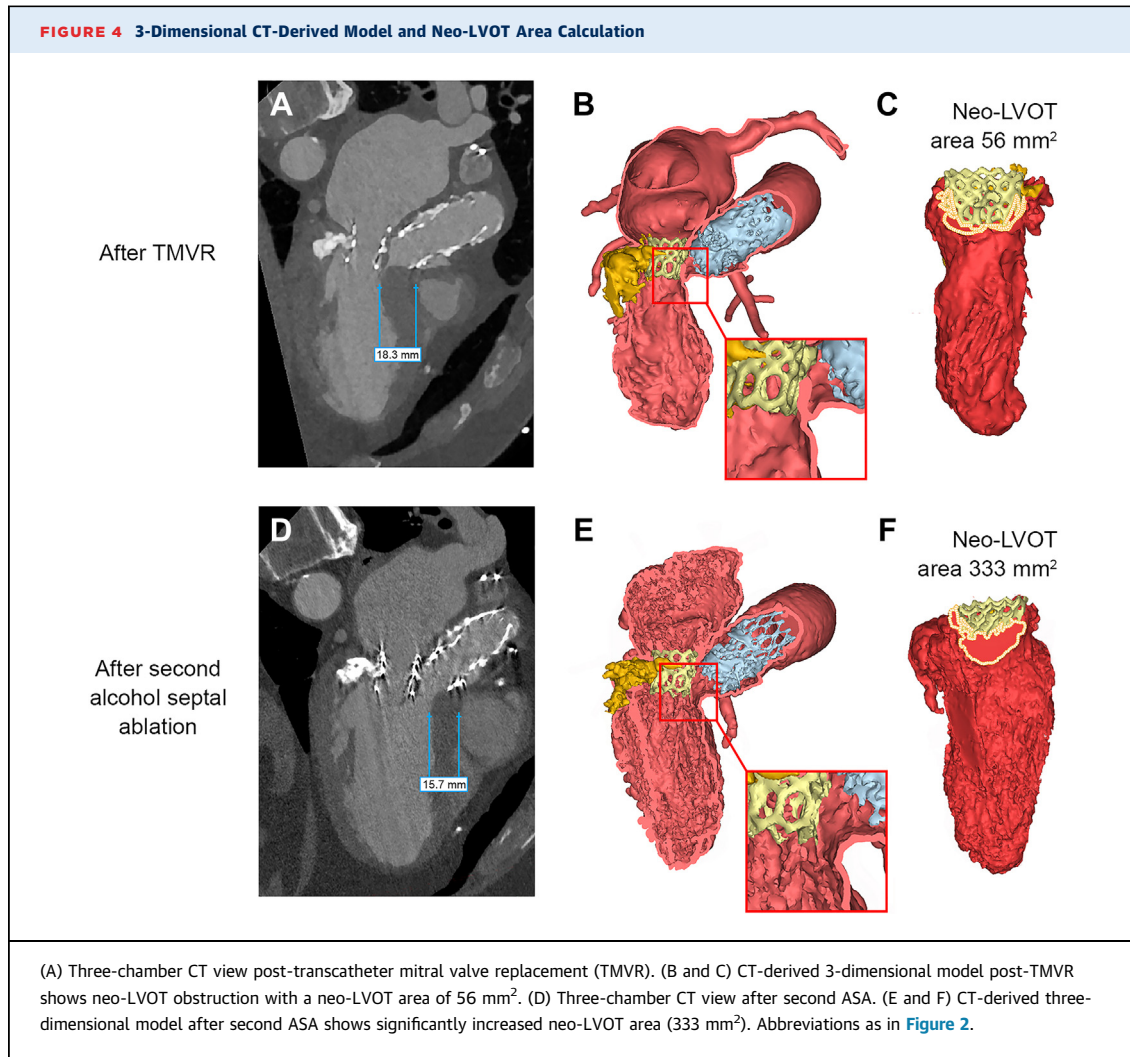 FIGURE 4 3-Dimensional CT-Derived Model and Neo-LVOT Area Calculation
A
B
C
Neo-LVOT
area 56 mm²
After TMVR
18.3 mm
D
E
F
Neo-LVOT
area 333 mm²
After second
alcohol septal
ablation
15.7 mm
(A) Three-chamber CT view post-transcatheter mitral valve replacement (TMVR). (B and C) CT-derived 3-dimensional model post-TMVR
shows neo-LVOT obstruction with a neo-LVOT area of 56 mm². (D) Three-chamber CT view after second ASA. (E and F) CT-derived three-
dimensional model after second ASA shows significantly increased neo-LVOT area (333 mm²). Abbreviations as in Figure 2.